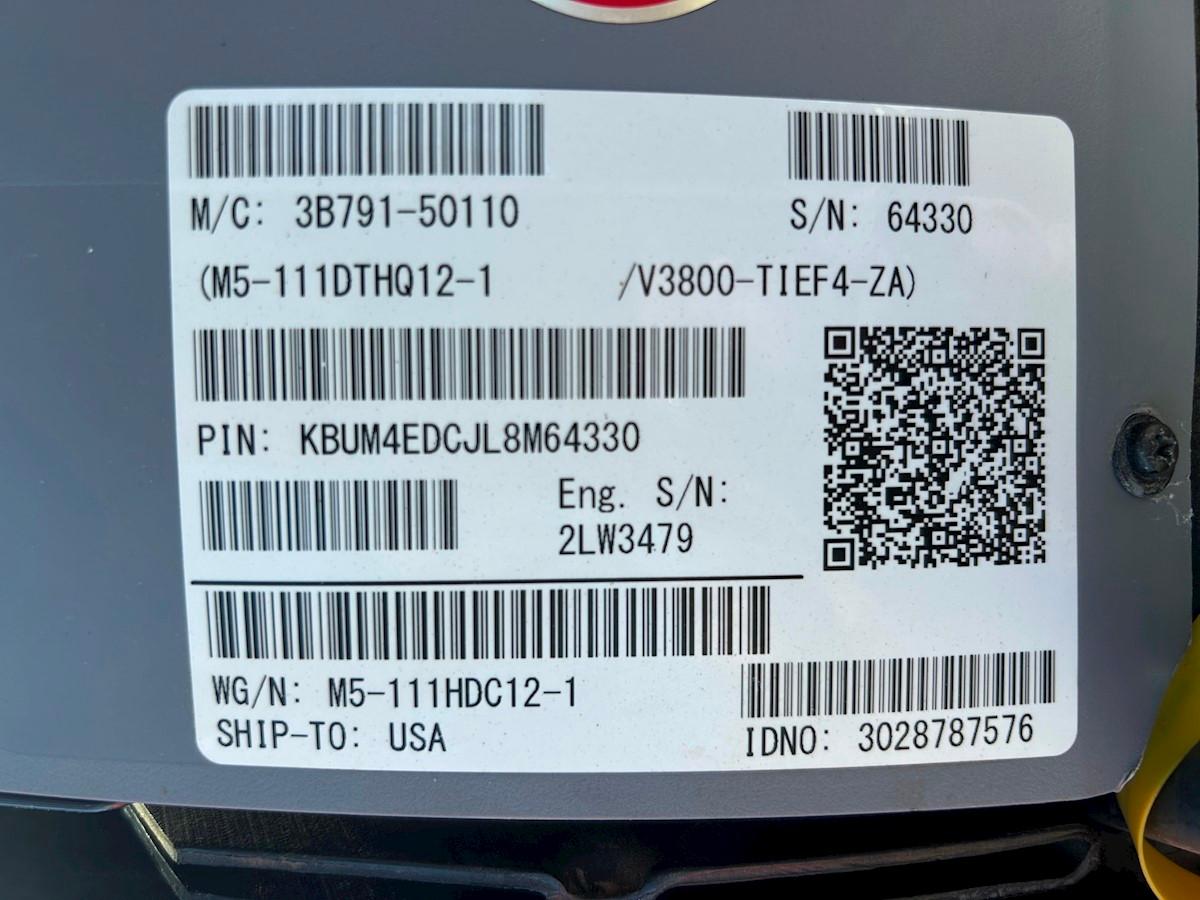 M/C: 3B791-50110 S/N: 64330
(M5-111DTHQ12-1 /V3800-TIEF4-ZA)
PIN: KBUM4EDCJL8M64330
Eng. S/N:
2LW3479
WG/N: M5-111HDC12-1
SHIP-TO: USA
IDNO: 3028787576